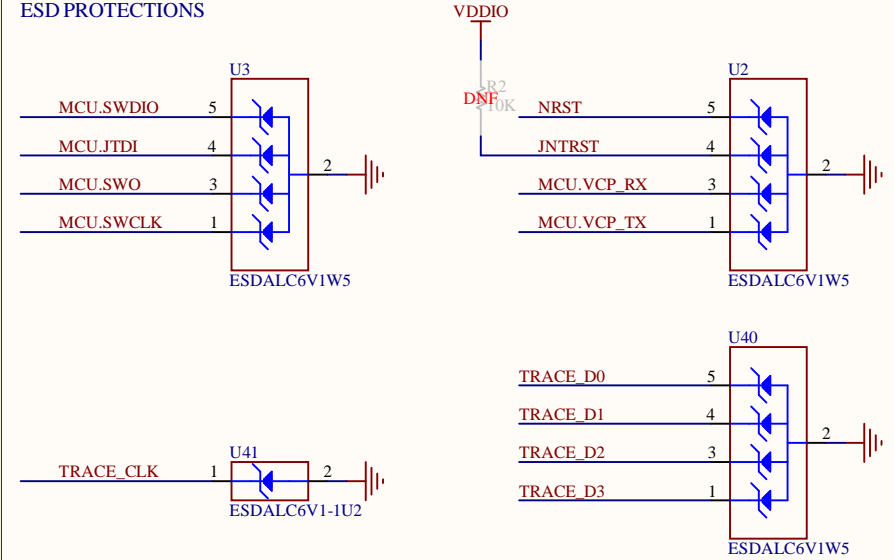 ESD PROTECTIONS
VDDIO
R2
DNF
10K
U3
MCU.SWDIO 5
MCU.JTDI 4
MCU.SWO 3
MCU.SWCLK 1
2
ESDALC6V1W5
U2
NRST 5
JNTRST 4
MCU.VCP_RX 3
MCU.VCP_TX 1
2
ESDALC6V1W5
U41
TRACE_CLK 1
2
ESDALC6V1-1U2
U40
TRACE_D0 5
TRACE_D1 4
TRACE_D2 3
TRACE_D3 1
2
ESDALC6V1W5